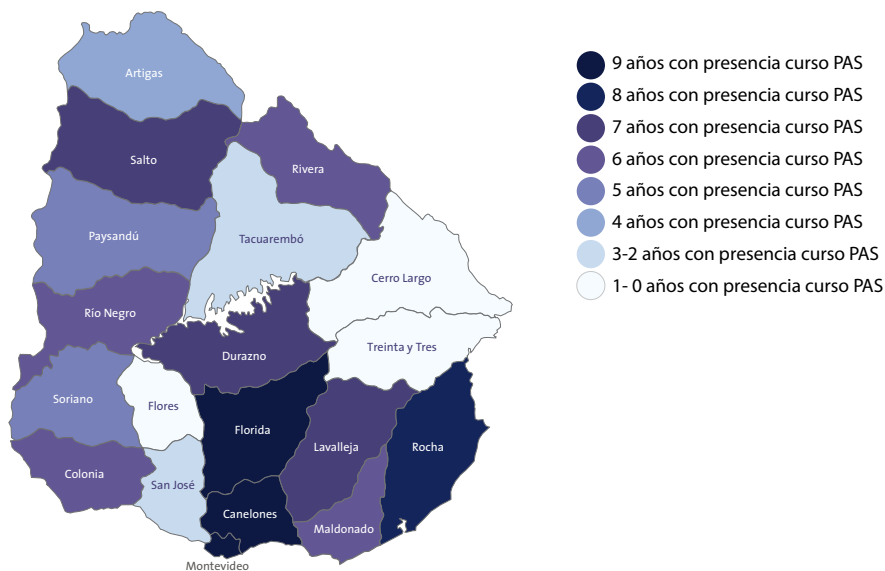 Artigas
Salto
Rivera
Paysandú
Tacuarembó
Cerro Largo
Río Negro
Durazno
Treinta y Tres
Soriano
Flores
Florida
Lavalleja
Rocha
Colonia
San José
Canelones
Maldonado
Montevideo
9 años con presencia curso PAS
8 años con presencia curso PAS
7 años con presencia curso PAS
6 años con presencia curso PAS
5 años con presencia curso PAS
4 años con presencia curso PAS
3-2 años con presencia curso PAS
1- 0 años con presencia curso PAS